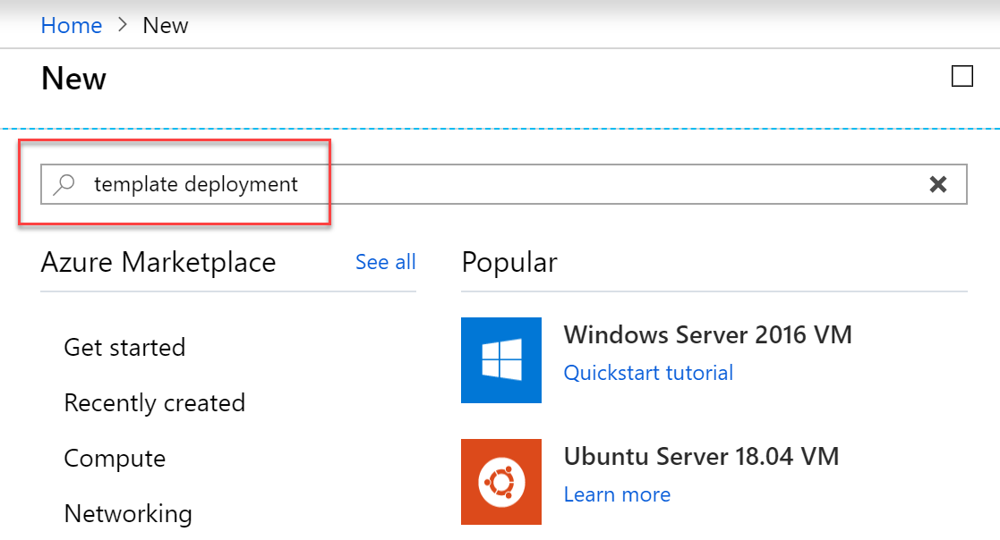 Home > New
New
template deployment
Azure Marketplace
See all
Get started
Recently created
Compute
Networking
Popular
Windows Server 2016 VM
Quickstart tutorial
Ubuntu Server 18.04 VM
Learn more